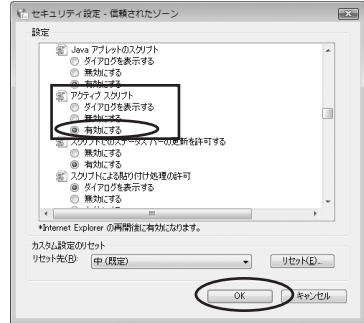 セキュリティ設定 - 信頼されたゾーン
設定
Java アプレットのスクリプト
ダイアログを表示する
無効にする
有効にする
アクティブ スクリプト
ダイアログを表示する
無効にする
有効にする
スクリプトでのステータス バーの更新を許可する
無効にする
有効にする
スクリプトによる貼り付け処理の許可
ダイアログを表示する
無効にする
*Internet Explorer の再開後に有効になります。
カスタム設定のリセット
リセット先(R):
中 (既定)
リセット(E)...
OK
キャンセル